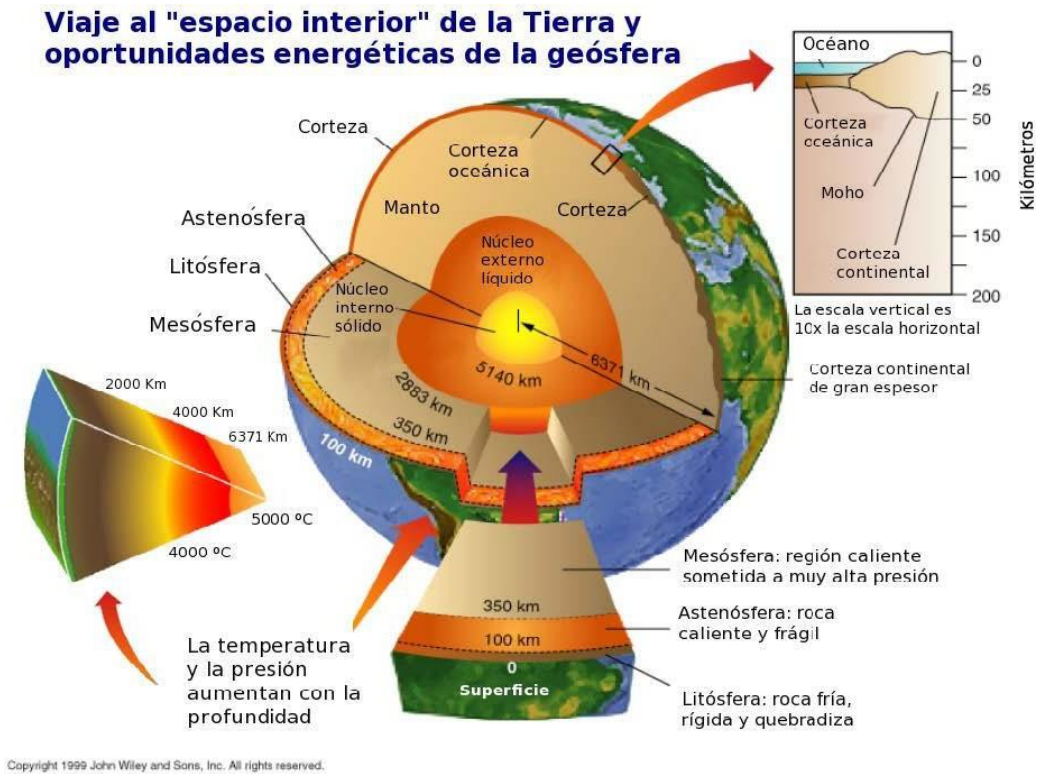 Viaje al "espacio interior" de la Tierra y
oportunidades energéticas de la geósfera
Océano
0
25
50
100
150
200
Kilómetros
Corteza
oceánica
Moho
Corteza
continental
La escala vertical es
10x la escala horizontal
Corteza
Corteza
oceánica
Manto
Corteza
Astenósfera
Litósfera
Mesósfera
Núcleo
externo
líquido
Núcleo
interno
sólido
6371 km
5140 km
2883 km
350 km
100 km
Corteza continental
de gran espesor
2000 Km
4000 Km
6371 Km
5000 ºC
4000 ºC
Mesósfera: región caliente
sometida a muy alta presión
350 km
Astenósfera: roca
caliente y frágil
100 km
0
Superficie
Litósfera: roca fría,
rígida y quebradiza
La temperatura
y la presión
aumentan con la
profundidad
Copyright 1999 John Wiley and Sons, Inc. All rights reserved.